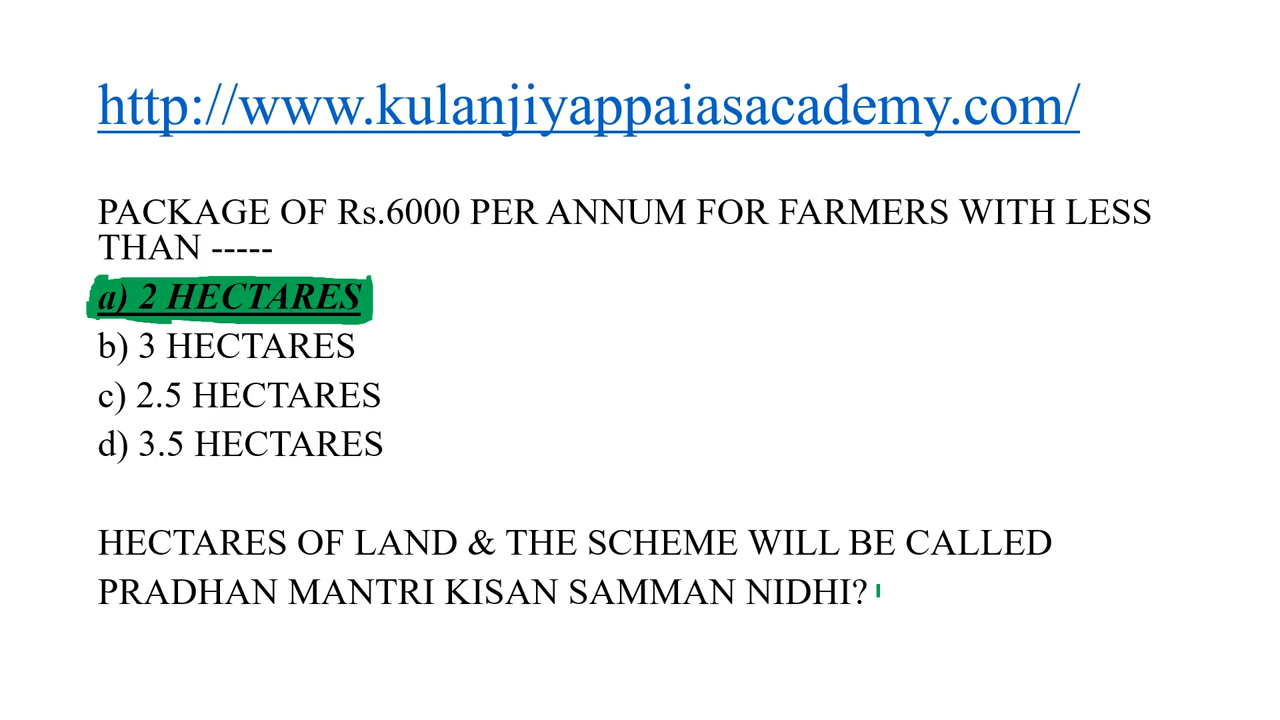 http://www.kulanjiyappaiasacademy.com/
PACKAGE OF Rs.6000 PER ANNUM FOR FARMERS WITH LESS
THAN -----
a) 2 HECTARES
b) 3 HECTARES
c) 2.5 HECTARES
d) 3.5 HECTARES
HECTARES OF LAND & THE SCHEME WILL BE CALLED
PRADHAN MANTRI KISAN SAMMAN NIDHI?